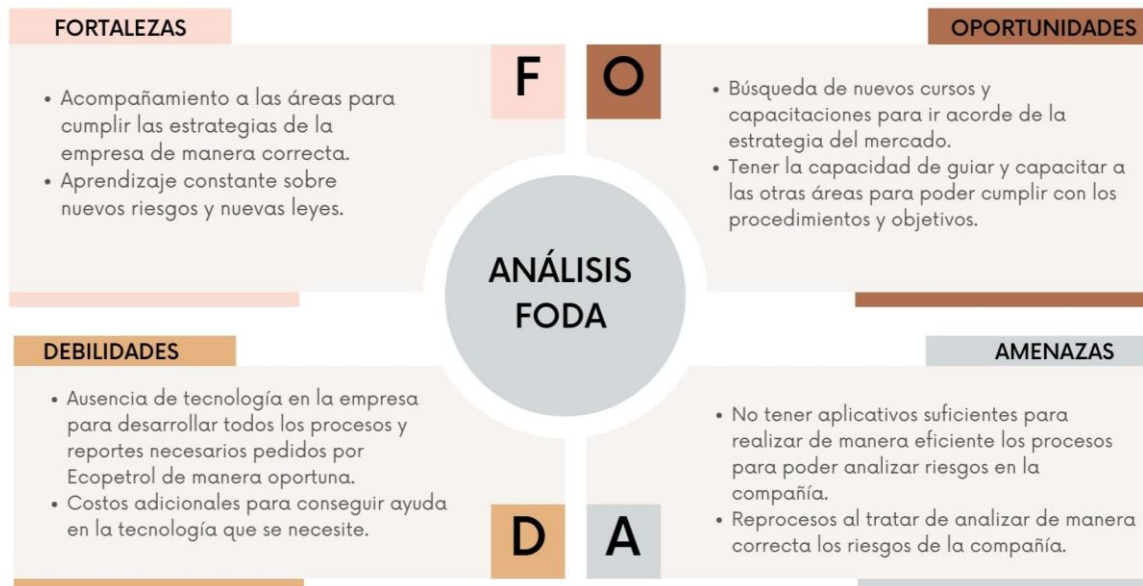 FORTALEZAS
F
• Acompañamiento a las áreas para
cumplir las estrategias de la
empresa de manera correcta.
• Aprendizaje constante sobre
nuevos riesgos y nuevas leyes.
OPORTUNIDADES
O
• Búsqueda de nuevos cursos y
capacitaciones para ir acorde de la
estrategia del mercado.
• Tener la capacidad de guiar y capacitar a
las otras áreas para poder cumplir con los
procedimientos y objetivos.
ANÁLISIS
FODA
DEBILIDADES
• Ausencia de tecnología en la empresa
para desarrollar todos los procesos y
reportes necesarios pedidos por
Ecopetrol de manera oportuna.
• Costos adicionales para conseguir ayuda
en la tecnología que se necesite.
D
AMENAZAS
• No tener aplicativos suficientes para
realizar de manera eficiente los procesos
para poder analizar riesgos en la
compañía.
• Reprocesos al tratar de analizar de manera
correcta los riesgos de la compañía.
A